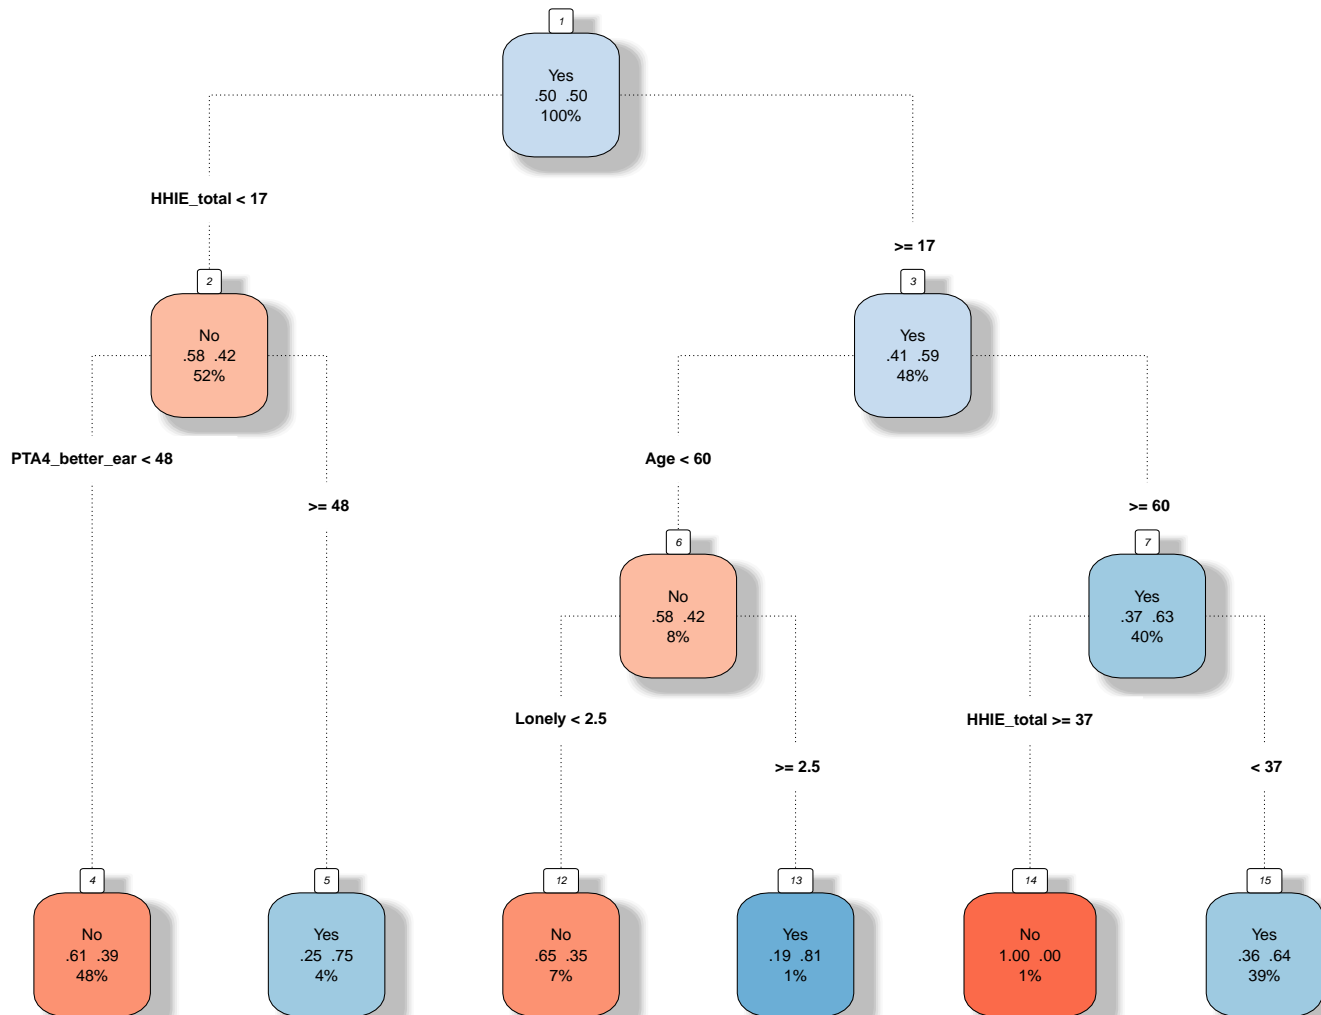 1
Yes
.50 .50
100%
HHIE_total < 17
>= 17
2
No
.58 .42
52%
3
Yes
.41 .59
48%
PTA4_better_ear < 48
>= 48
Age < 60
>= 60
6
No
.58 .42
8%
7
Yes
.37 .63
40%
Lonely < 2.5
>= 2.5
HHIE_total >= 37
< 37
4
No
.61 .39
48%
5
Yes
.25 .75
4%
12
No
.65 .35
7%
13
Yes
.19 .81
1%
14
No
1.00 .00
1%
15
Yes
.36 .64
39%